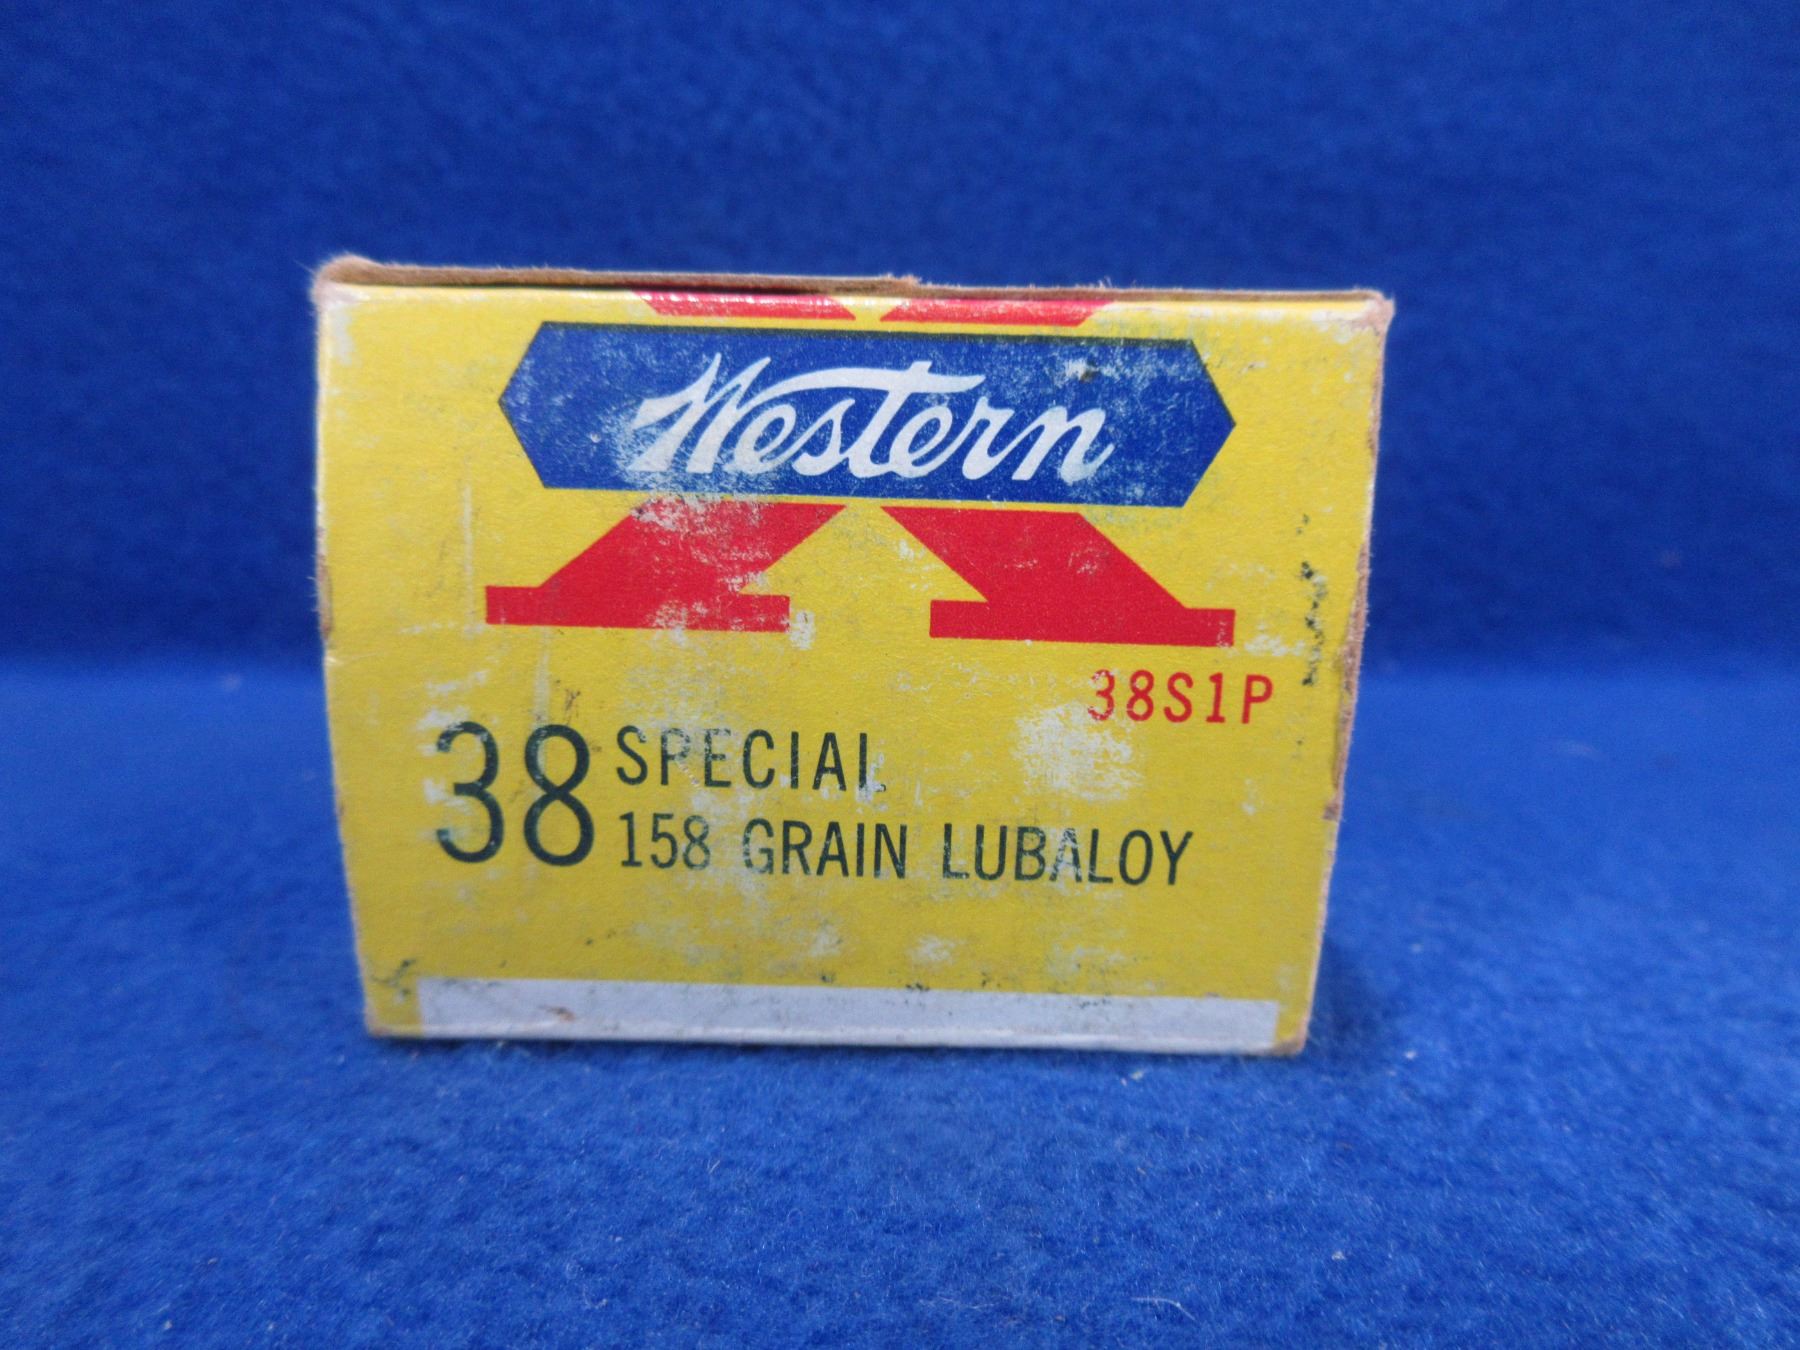 Western
38S1P
38 SPECIAL
158 GRAIN LUBALOY